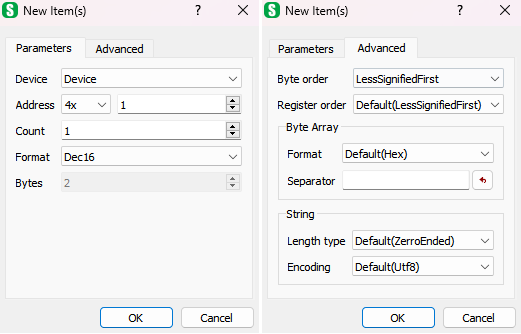 New Item(s) ?
Parameters Advanced
Device Device
Address 4x 1
Count 1
Format Dec16
Bytes 2
OK Cancel
New Item(s) ?
Parameters Advanced
Byte order LessSignifiedFirst
Register order Default(LessSignifiedFirst)
Byte Array
Format Default(Hex)
Separator
String
Length type Default(ZerroEnded)
Encoding Default(Utf8)
OK Cancel